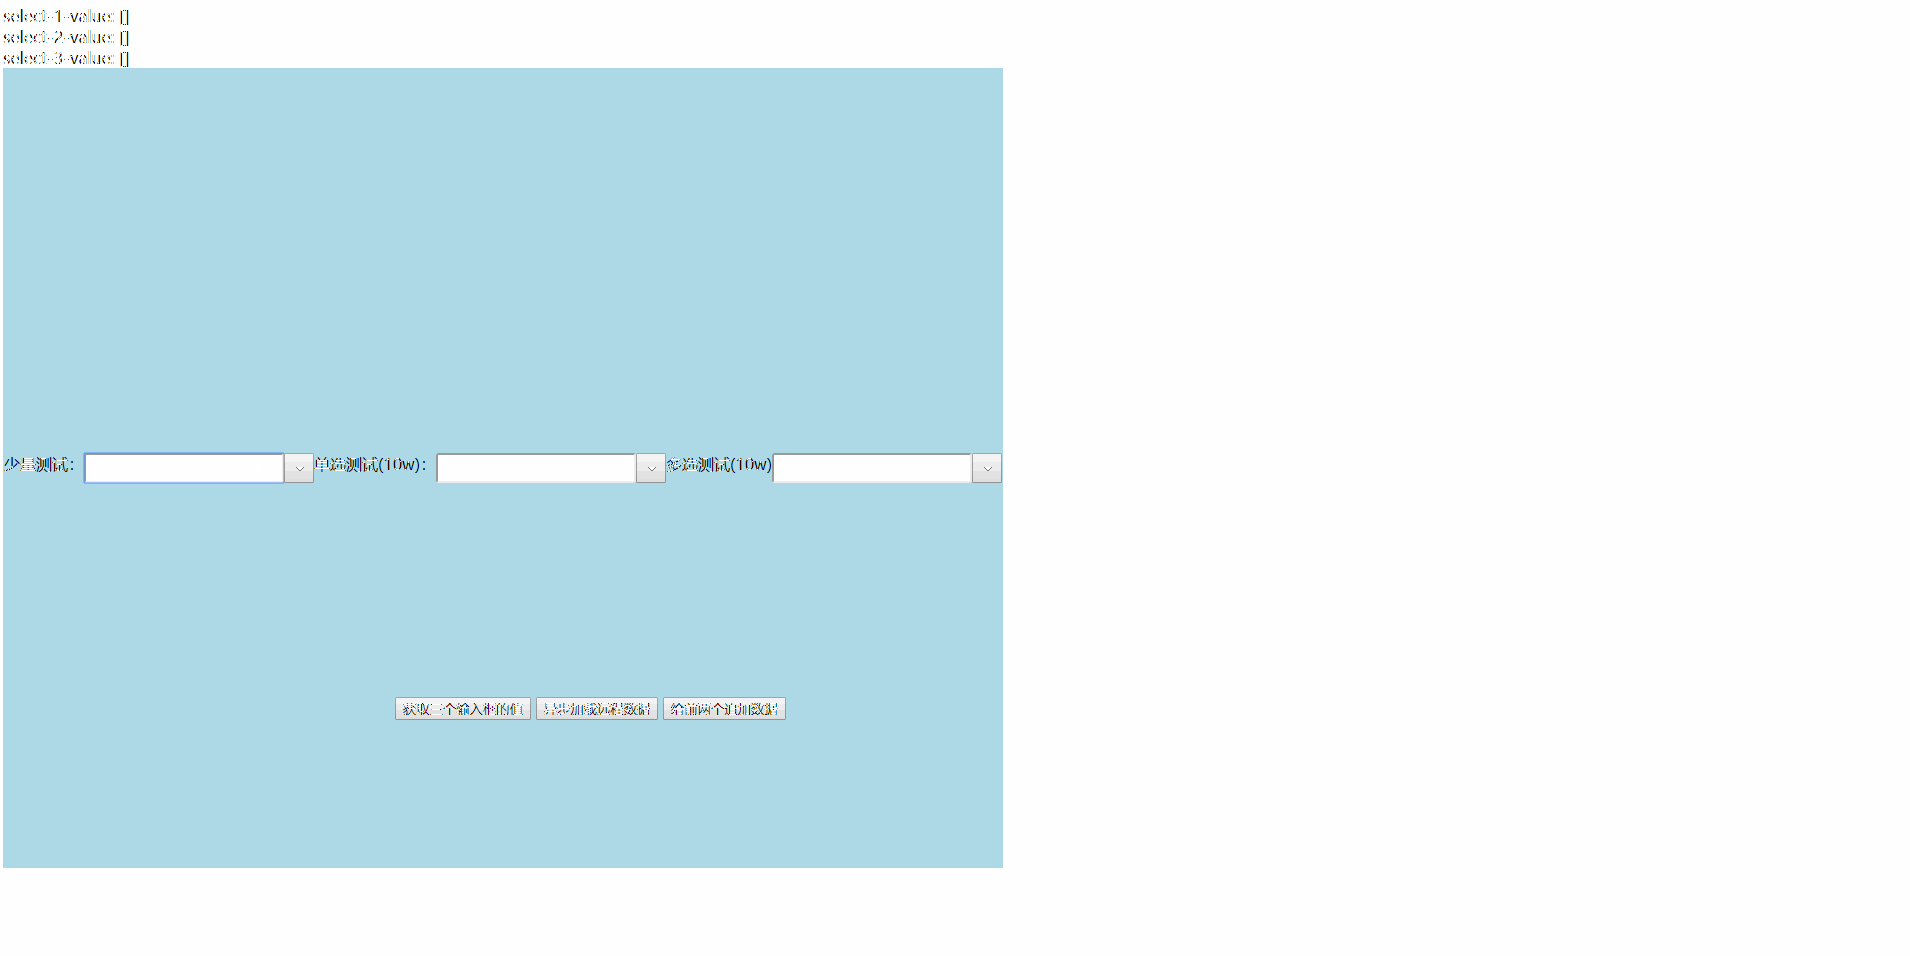 select-1-value: []
select-2-value: []
select-3-value: []
少量测试: 单选测试(10w): 多选测试(10w)
获取三个输入框的值 异步加载远程数据 给前两个追加数据